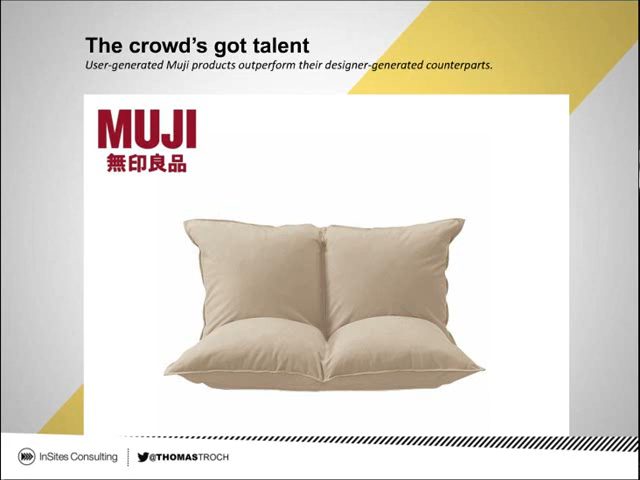 The crowd's got talent
User-generated Muji products outperform their designer-generated counterparts.
MUJI
無印良品
InSites Consulting
@THOMASTROCH